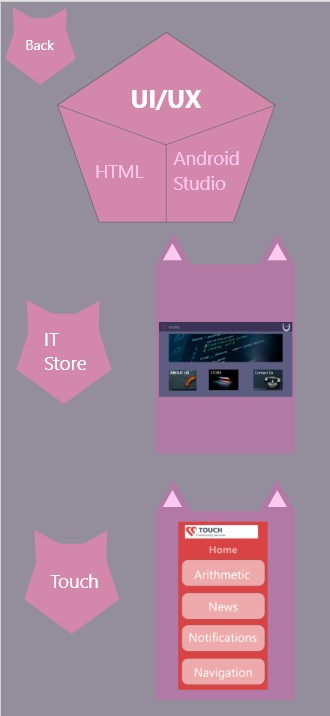 Back
UI/UX
HTML
Android
Studio
IT
Store
HOME
ABOUT US
STORE
Contact Us
Touch
TOUCH
Community Services
Home
Arithmetic
News
Notifications
Navigation